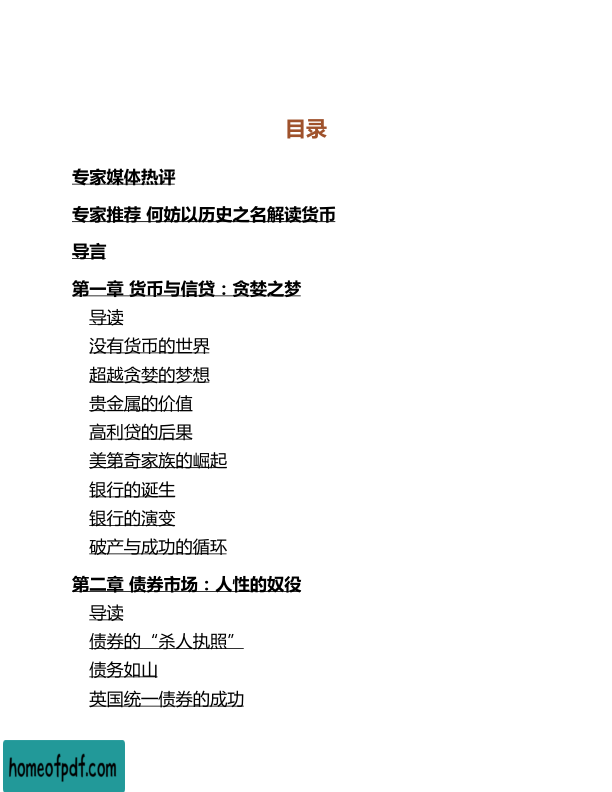 目录
专家媒体热评
专家推荐 何妨以历史之名解读货币
导言
第一章 货币与信贷：贪婪之梦
导读
没有货币的世界
超越贪婪的梦想
贵金属的价值
高利贷的后果
美第奇家族的崛起
银行的诞生
银行的演变
破产与成功的循环
第二章 债券市场：人性的奴役
导读
债券的“杀人执照”
债务如山
英国统一债券的成功
homeofpdf.com